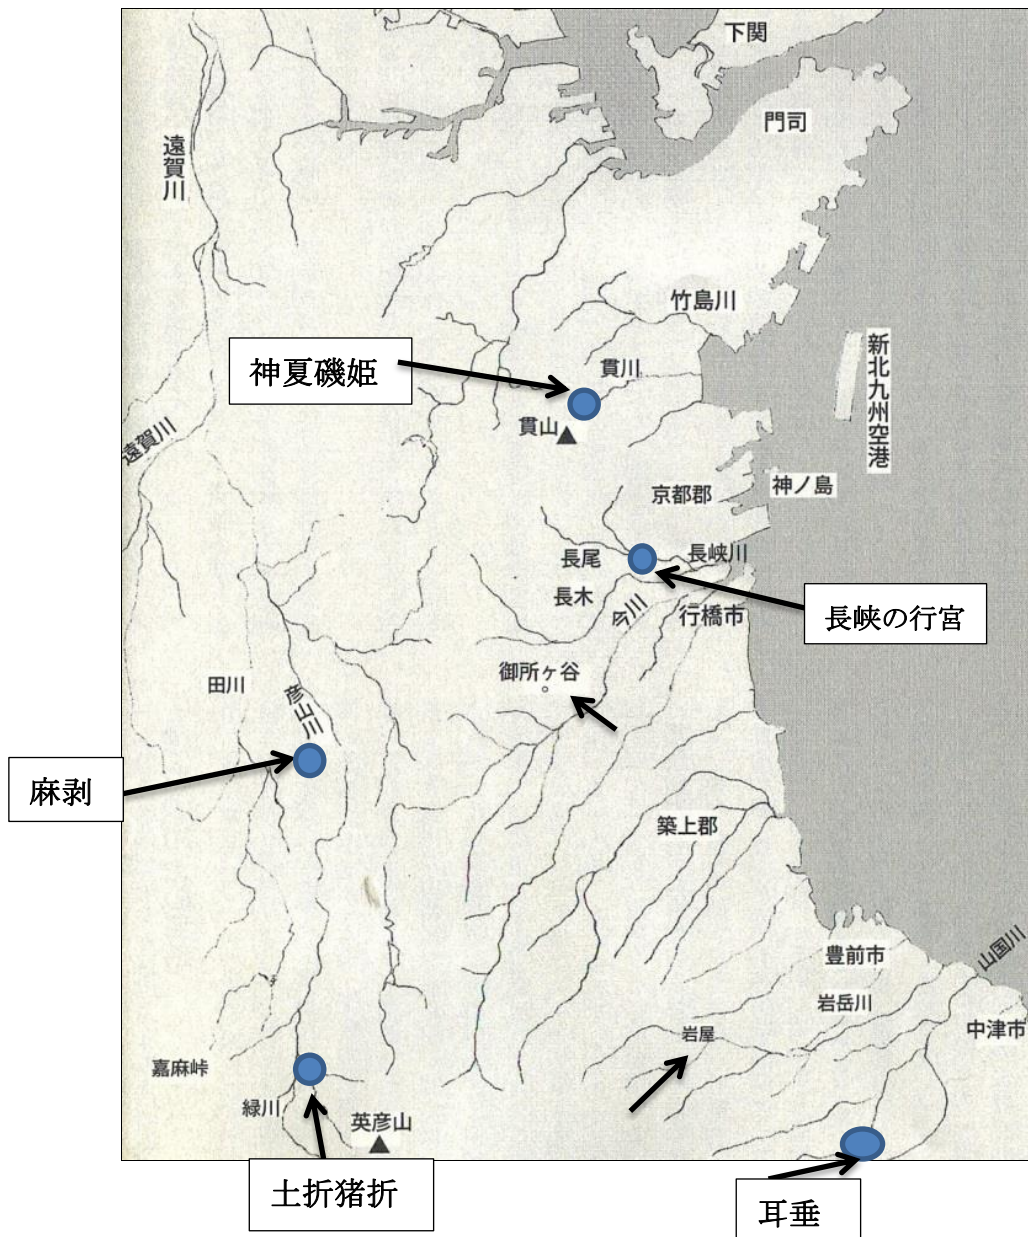 下関
門司
遠賀川
竹島川
新北九州空港
神夏磯姫
貫川
貫山
遠賀川
京都郡
神ノ島
長尾
長峡川
長木
今川
行橋市
長峡の行宮
御所ヶ谷
田川
彦山川
麻剥
築上郡
豊前市
山国川
岩岳川
岩屋
中津市
嘉麻峠
緑川
英彦山
土折猪折
耳垂